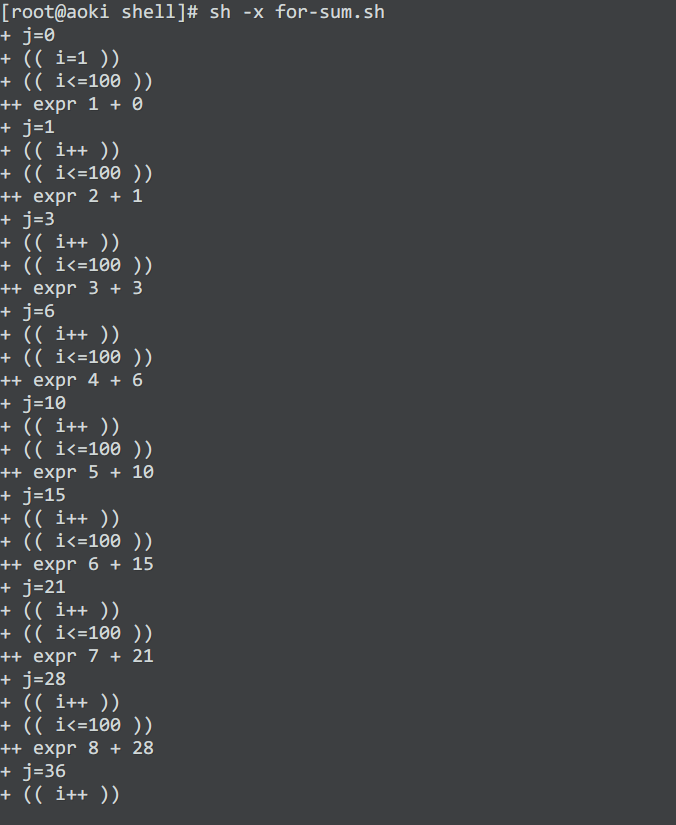 [root@aoki shell]# sh -x for-sum.sh
+ j=0
+ (( i=1 ))
+ (( i<=100 ))
++ expr 1 + 0
+ j=1
+ (( i++ ))
+ (( i<=100 ))
++ expr 2 + 1
+ j=3
+ (( i++ ))
+ (( i<=100 ))
++ expr 3 + 3
+ j=6
+ (( i++ ))
+ (( i<=100 ))
++ expr 4 + 6
+ j=10
+ (( i++ ))
+ (( i<=100 ))
++ expr 5 + 10
+ j=15
+ (( i++ ))
+ (( i<=100 ))
++ expr 6 + 15
+ j=21
+ (( i++ ))
+ (( i<=100 ))
++ expr 7 + 21
+ j=28
+ (( i++ ))
+ (( i<=100 ))
++ expr 8 + 28
+ j=36
+ (( i++ ))